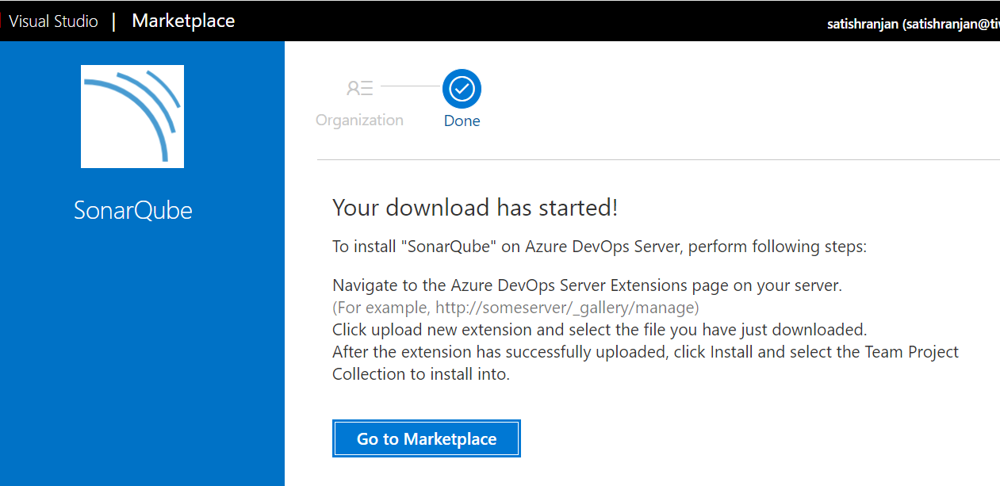 Visual Studio | Marketplace
satishranjan (satishranjan@ti
SonarQube
Organization
Done
Your download has started!
To install "SonarQube" on Azure DevOps Server, perform following steps:
Navigate to the Azure DevOps Server Extensions page on your server.
(For example, http://someserver/_gallery/manage)
Click upload new extension and select the file you have just downloaded.
After the extension has successfully uploaded, click Install and select the Team Project
Collection to install into.
Go to Marketplace